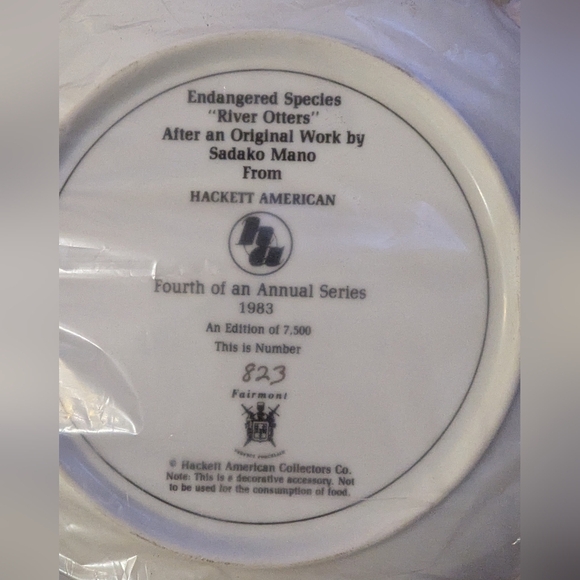 Endangered Species
"River Otters"
After an Original Work by
Sadako Mano
From
HACKETT AMERICAN
Fourth of an Annual Series
1983
An Edition of 7,500
This is Number
823
Fairmont
© Hackett American Collectors Co.
Note: This is a decorative accessory. Not
to be used for the consumption of food.